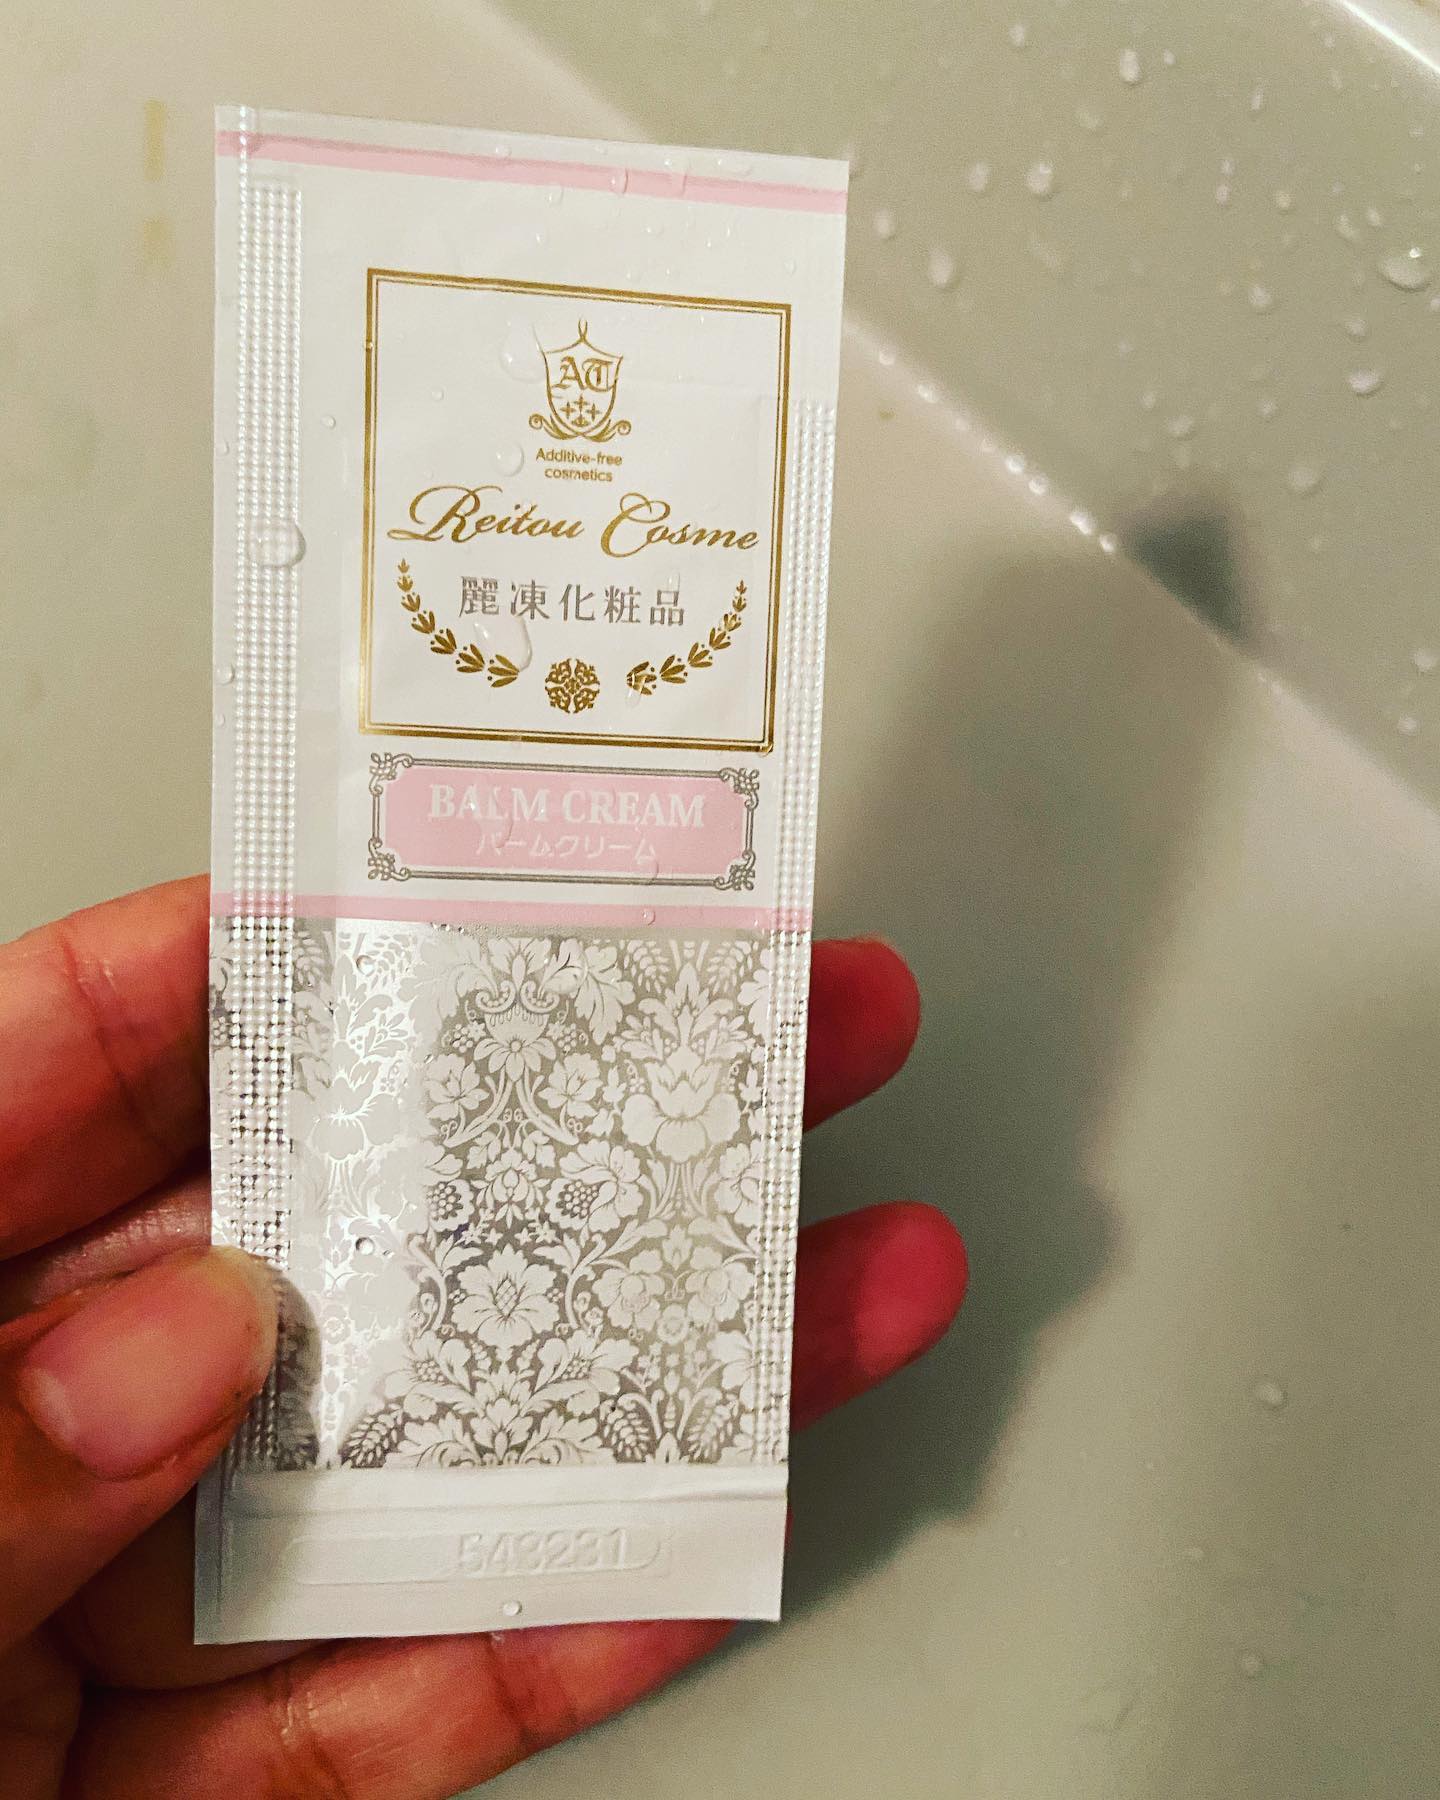 AT
Additive-free
cosmetics
Reitou Cosme
麗凍化粧品
BALM CREAM
バームクリーム
543231